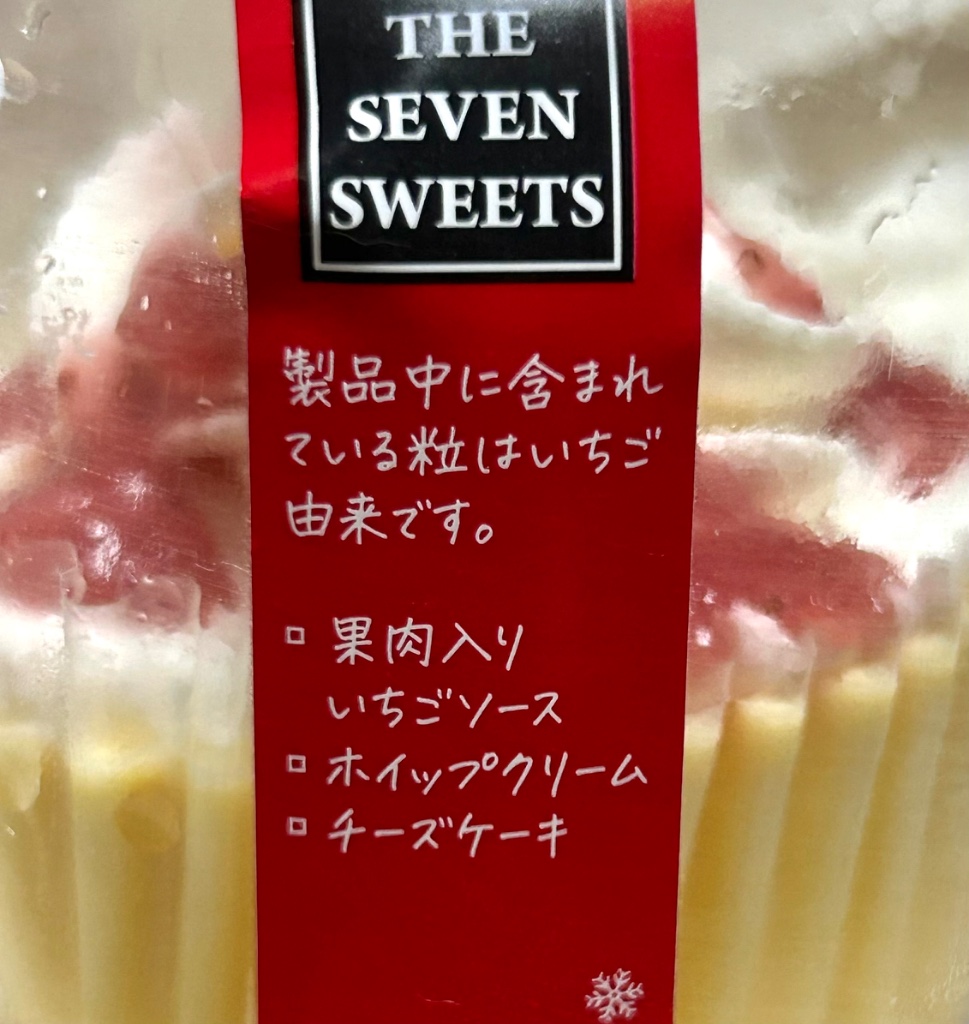 THE
SEVEN
SWEETS
製品中に含まれ
ている粒はいちご
由来です。
▫ 果肉入り
いちごソース
▫ ホイップクリーム
▫ チーズケーキ